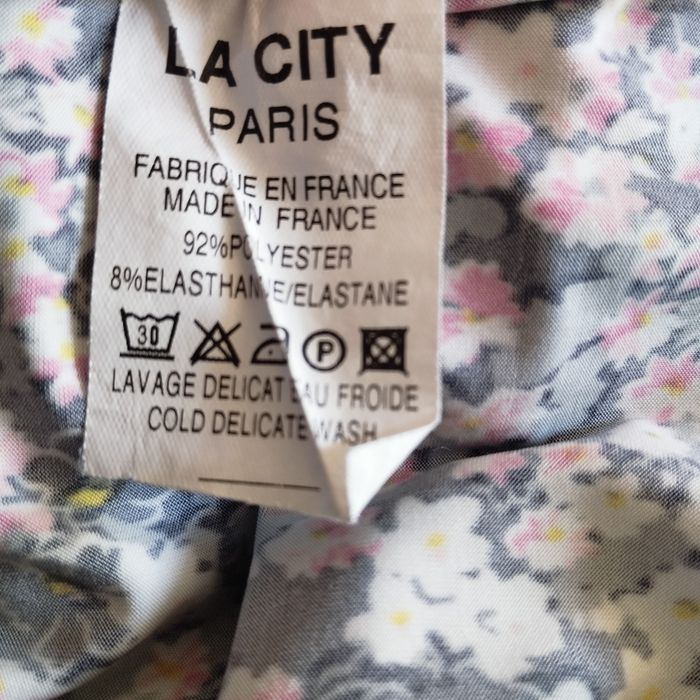 LA CITY
PARIS
FABRIQUE EN FRANCE
MADE IN FRANCE
92%POLYESTER
8%ELASTHANNE/ELASTANE
30 P
LAVAGE DELICAT EAU FROIDE
COLD DELICATE WASH